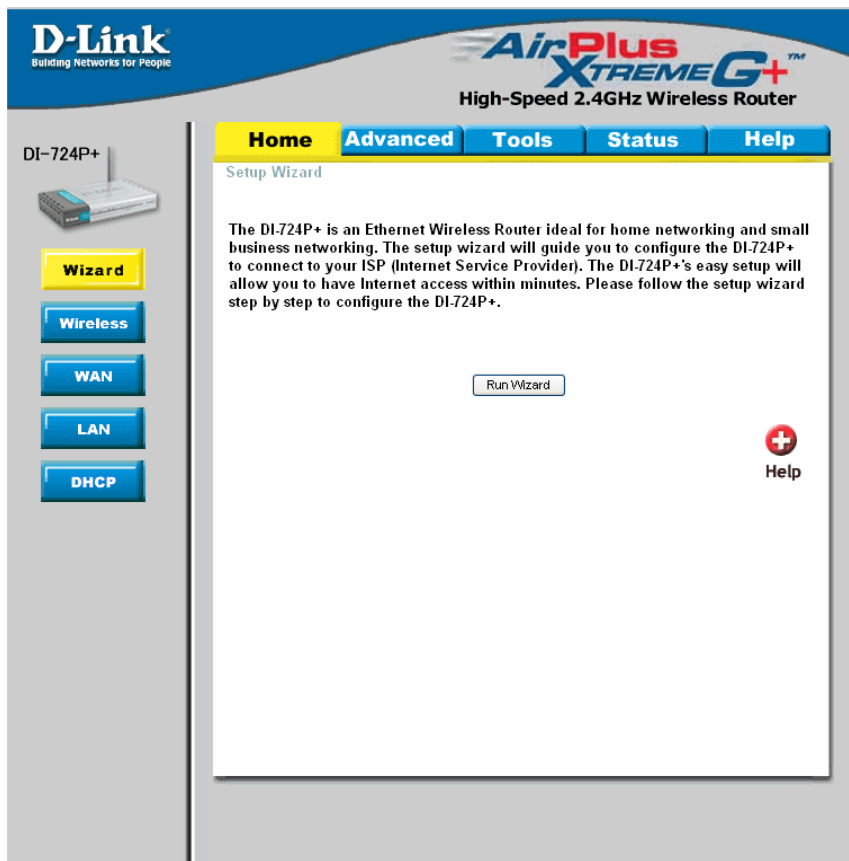 D-Link
Building Networks for People
AirPlus
XTREME G+™
High-Speed 2.4GHz Wireless Router
DI-724P+
D-Link
Home
Advanced
Tools
Status
Help
Setup Wizard
The DI-724P+ is an Ethernet Wireless Router ideal for home networking and small
business networking. The setup wizard will guide you to configure the DI-724P+
to connect to your ISP (Internet Service Provider). The DI-724P+'s easy setup will
allow you to have Internet access within minutes. Please follow the setup wizard
step by step to configure the DI-724P+.
Run Wizard
Help
Wizard
Wireless
WAN
LAN
DHCP